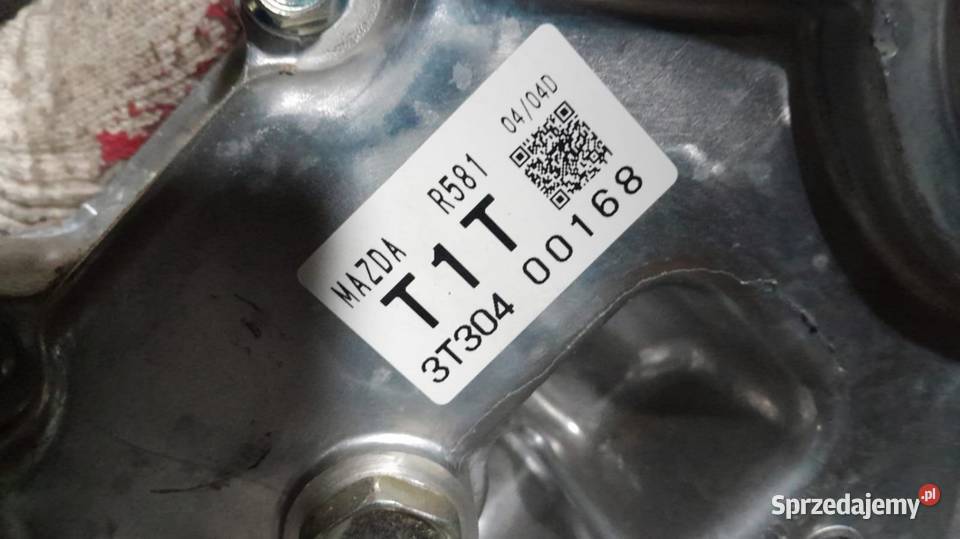 04/04D
MAZDA R581
T1T
3T304 00168
Sprzedajemy.pl